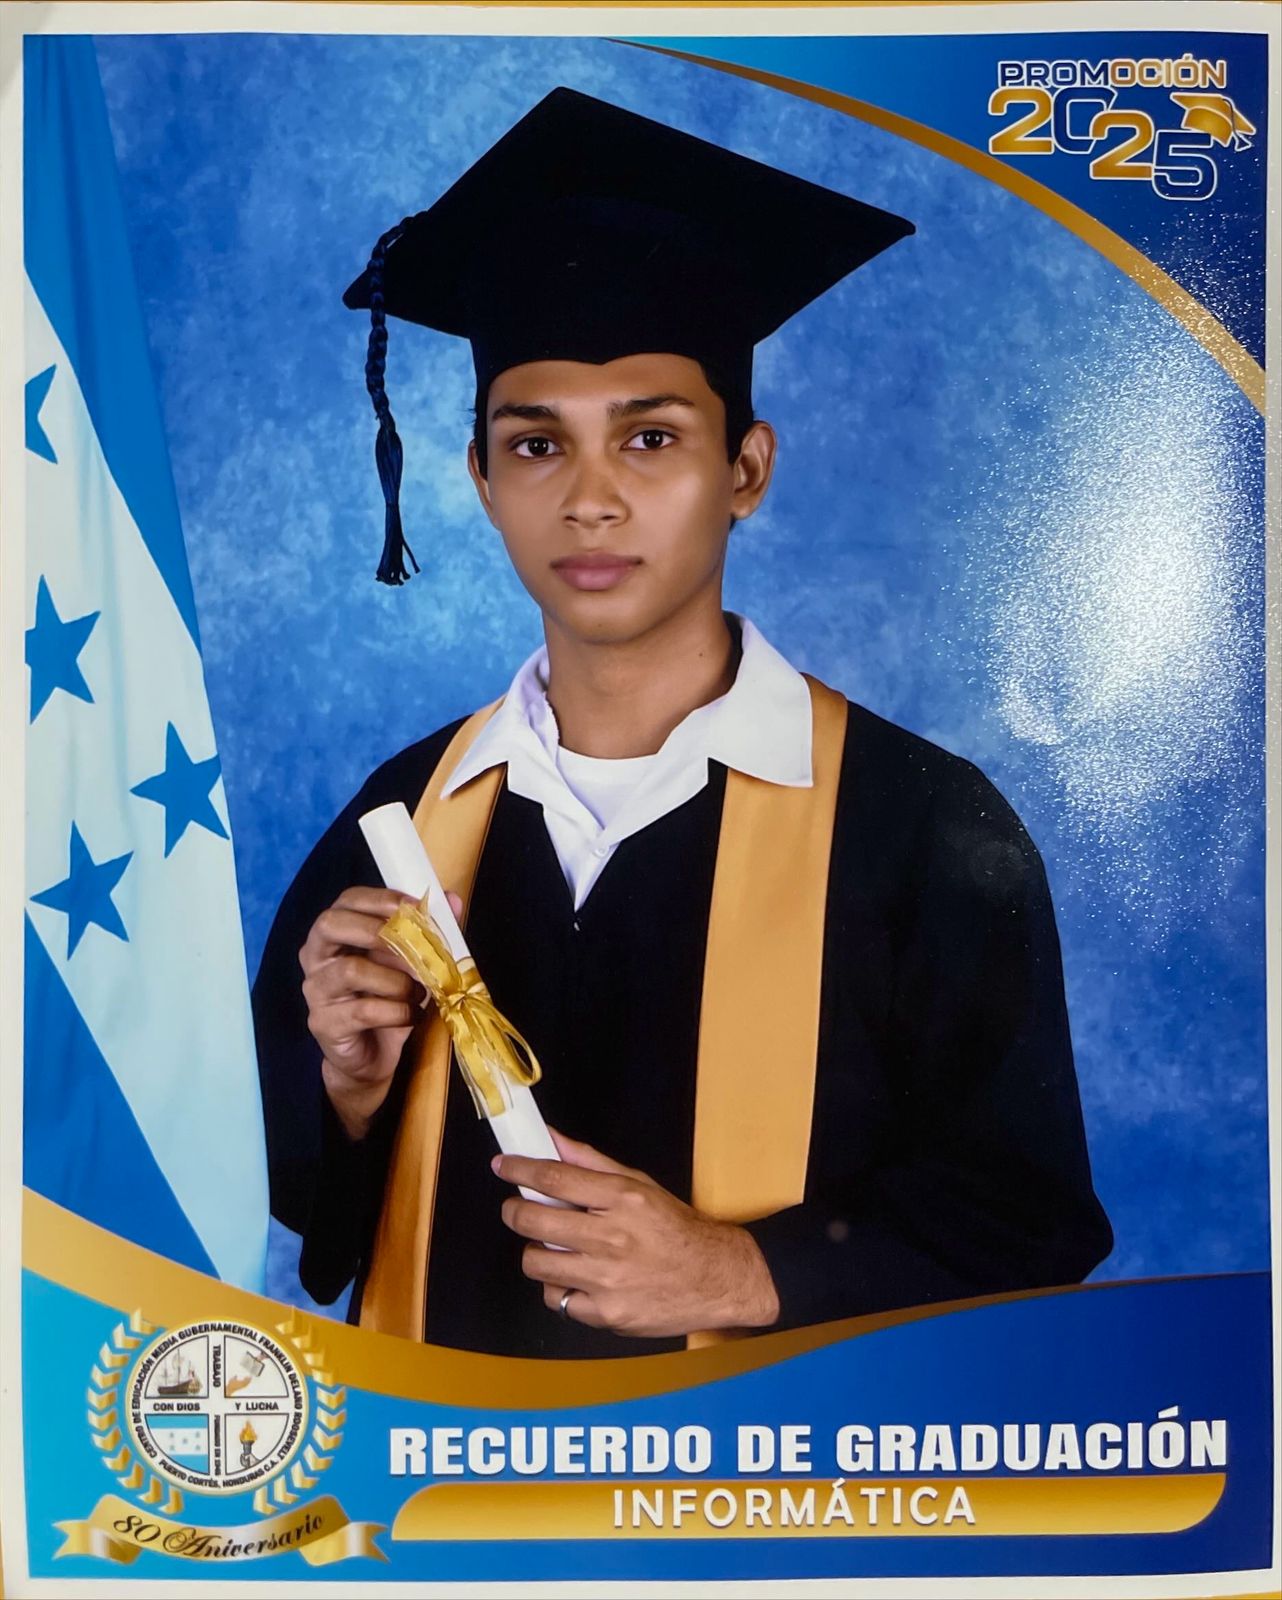 PROMOCIÓN
2025
CENTRO DE EDUCACIÓN MEDIA GUBERNAMENTAL FRANKLIN DELANO ROOSEVELT
TRABAJO
CON DIOS Y LUCHA
PUERTO CORTÉS, HONDURAS C.A.
80 Aniversario
RECUERDO DE GRADUACIÓN
INFORMÁTICA